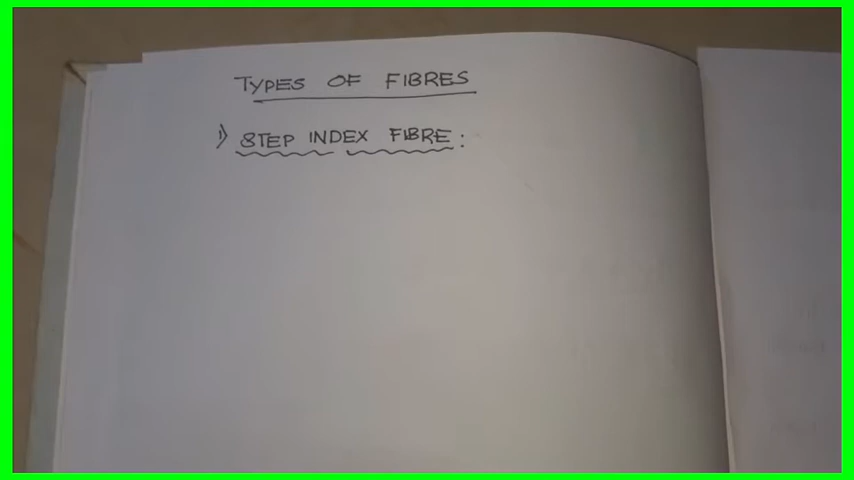 TYPES OF FIBRES
1) STEP INDEX FIBRE :